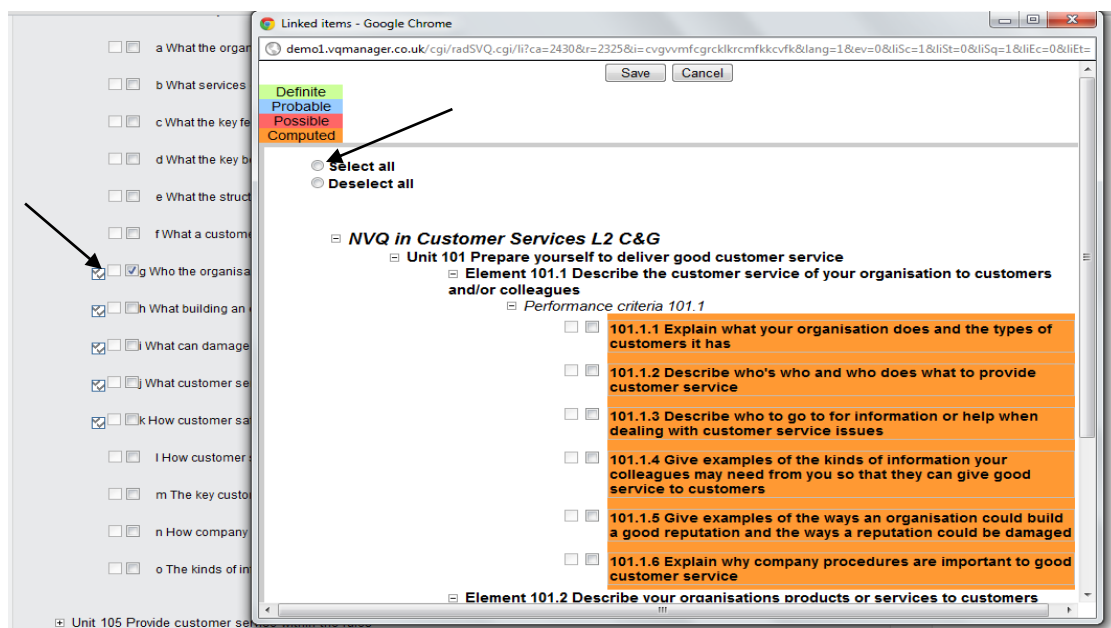 Linked items - Google Chrome
demo1.vqmanager.co.uk/cgi/radSVQ.cgi/li?ca=2430&r=2325&i=cvgvvmfcgrcklkrcmfkkcvfk&lang=1&ev=0&liSc=1&liSt=0&liSq=1&liEc=0&liEt=
Save Cancel
Definite
Probable
Possible
Computed
Select all
Deselect all
NVQ in Customer Services L2 C&G
Unit 101 Prepare yourself to deliver good customer service
Element 101.1 Describe the customer service of your organisation to customers
and/or colleagues
Performance criteria 101.1
101.1.1 Explain what your organisation does and the types of
customers it has
101.1.2 Describe who's who and who does what to provide
customer service
101.1.3 Describe who to go to for information or help when
dealing with customer service issues
101.1.4 Give examples of the kinds of information your
colleagues may need from you so that they can give good
service to customers
101.1.5 Give examples of the ways an organisation could build
a good reputation and the ways a reputation could be damaged
101.1.6 Explain why company procedures are important to good
customer service
Element 101.2 Describe your organisations products or services to customers
a What the organ
b What services
c What the key fe
d What the key b
e What the struct
f What a custome
g Who the organisa
h What building an
i What can damage
j What customer se
k How customer sa
l How customer
m The key custo
n How company
o The kinds of in
Unit 105 Provide customer service within the rules